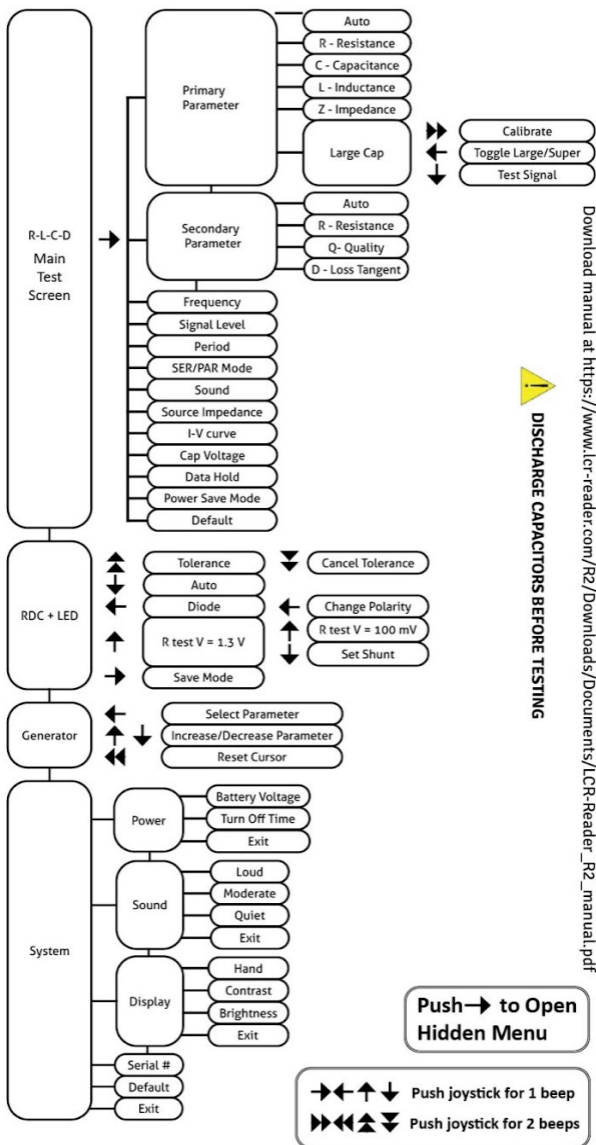 R-L-C-D
Main
Test
Screen
Primary
Parameter
Auto
R - Resistance
C - Capacitance
L - Inductance
Z - Impedance
Large Cap
Calibrate
Toggle Large/Super
Test Signal
Secondary
Parameter
Auto
R - Resistance
Q- Quality
D - Loss Tangent
Frequency
Signal Level
Period
SER/PAR Mode
Sound
Source Impedance
I-V curve
Cap Voltage
Data Hold
Power Save Mode
Default
RDC + LED
Tolerance
Cancel Tolerance
Auto
Diode
Change Polarity
R test V = 1.3 V
R test V = 100 mV
Set Shunt
Save Mode
Generator
Select Parameter
Increase/Decrease Parameter
Reset Cursor
System
Power
Battery Voltage
Turn Off Time
Exit
Sound
Loud
Moderate
Quiet
Exit
Display
Hand
Contrast
Brightness
Exit
Serial #
Default
Exit
Download manual at https://www.lcr-reader.com/R2/Downloads/Documents/LCR-Reader_R2_manual.pdf
DISCHARGE CAPACITORS BEFORE TESTING
Push→ to Open
Hidden Menu
Push joystick for 1 beep
Push joystick for 2 beeps